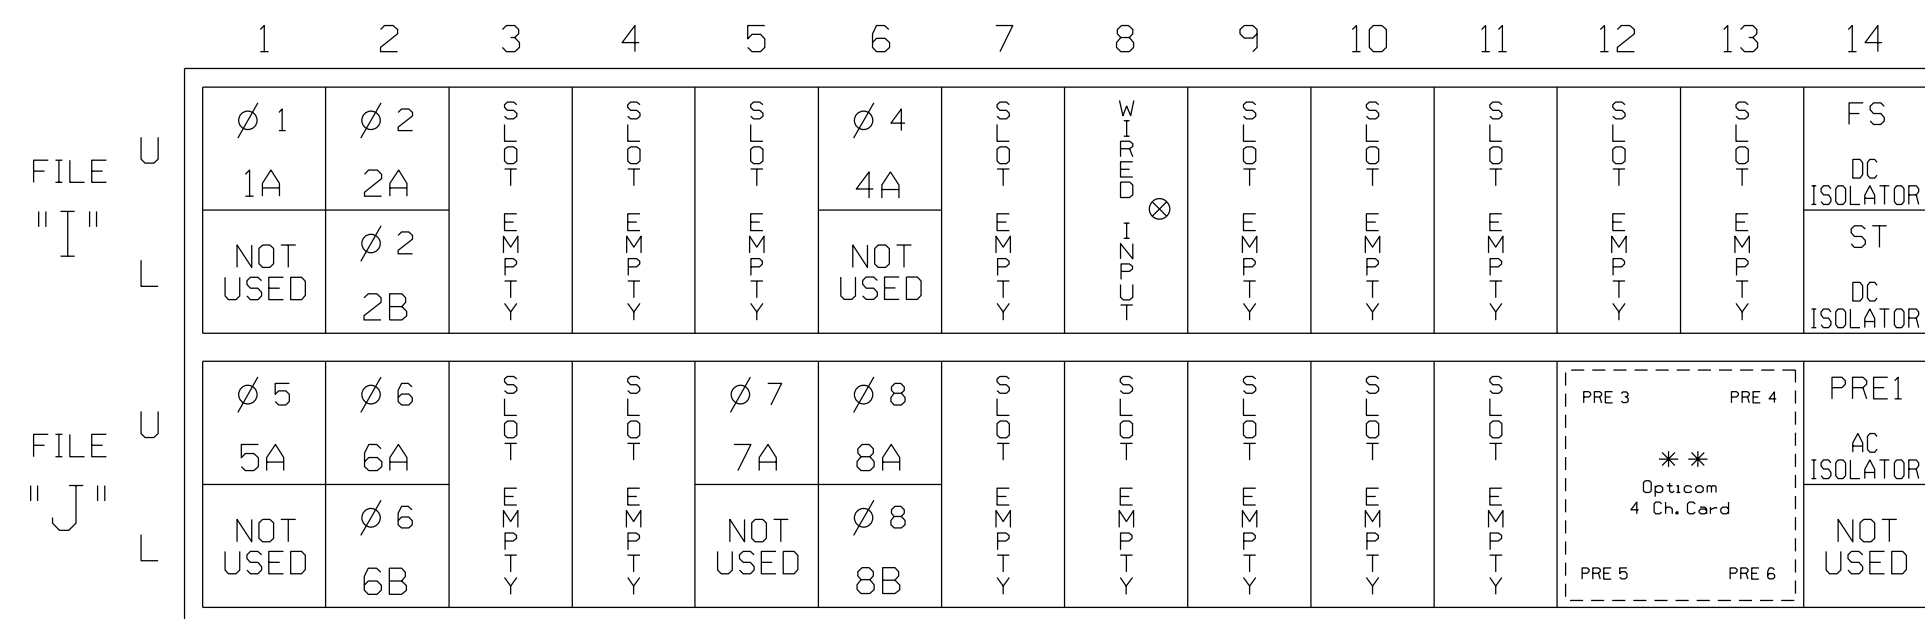 1 2 3 4 5 6 7 8 9 10 11 12 13 14
FILE
"I"
U
L
Ø 1
1A
NOT
USED
Ø 2
2A
Ø 2
2B
SLOT EMPTY
SLOT EMPTY
SLOT EMPTY
Ø 4
4A
NOT
USED
SLOT EMPTY
WIRED INPUT
⊗
SLOT EMPTY
SLOT EMPTY
SLOT EMPTY
SLOT EMPTY
SLOT EMPTY
FS
DC
ISOLATOR
ST
DC
ISOLATOR
FILE
"J"
U
L
Ø 5
5A
NOT
USED
Ø 6
6A
Ø 6
6B
SLOT EMPTY
SLOT EMPTY
Ø 7
7A
NOT
USED
Ø 8
8A
Ø 8
8B
SLOT EMPTY
SLOT EMPTY
SLOT EMPTY
SLOT EMPTY
SLOT EMPTY
PRE 3 PRE 4
**
Opticom
4 Ch. Card
PRE 5 PRE 6
PRE1
AC
ISOLATOR
NOT
USED